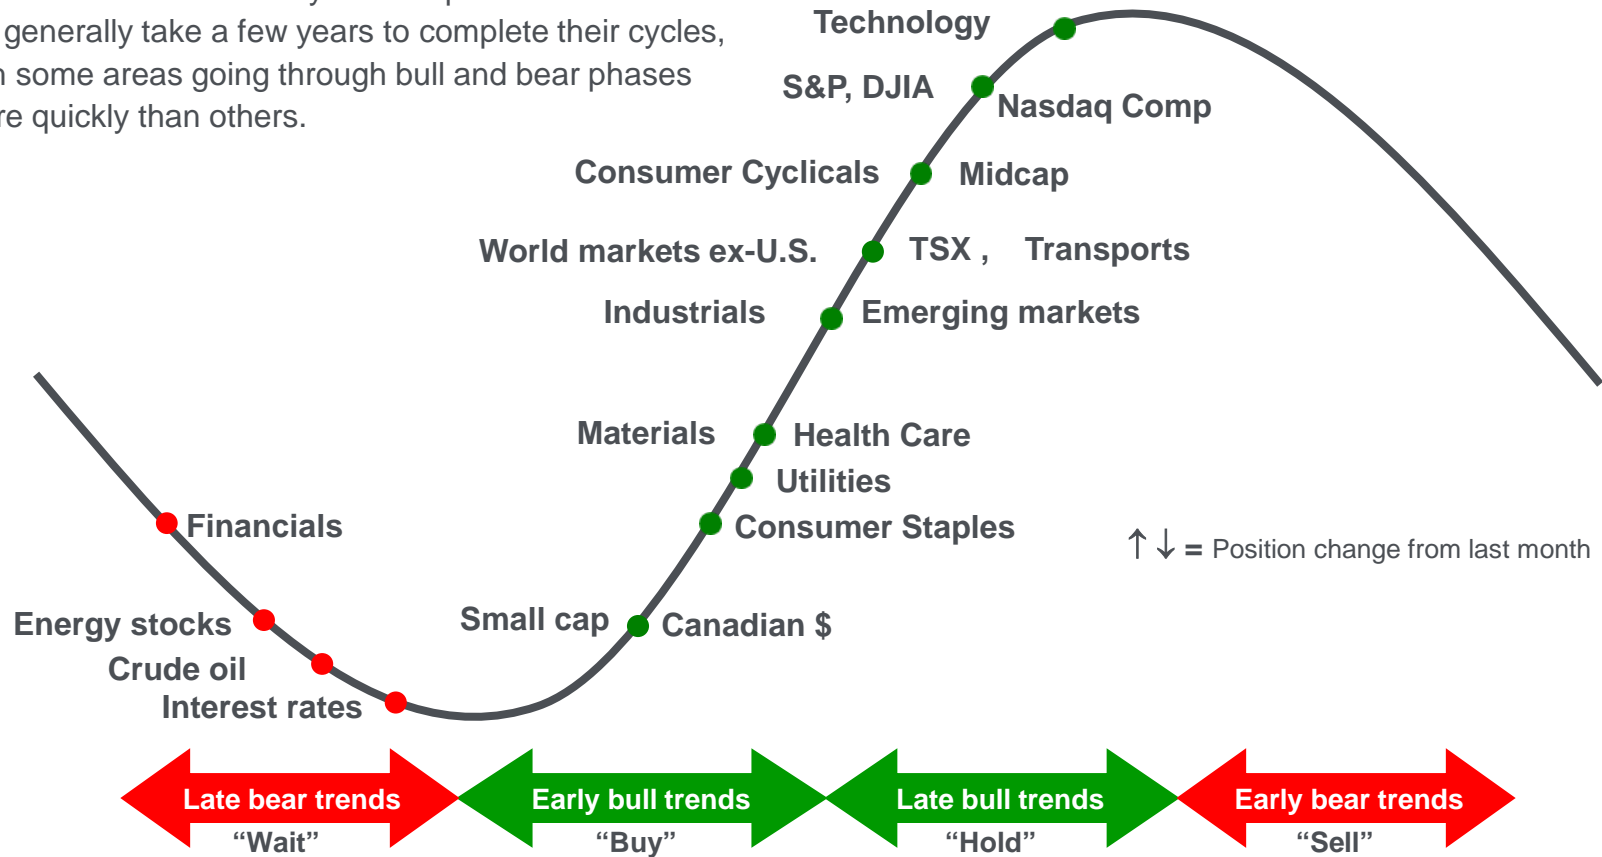 generally take a few years to complete their cycles,
some areas going through bull and bear phases
quickly than others.
Technology
S&P, DJIA
Nasdaq Comp
Consumer Cyclicals
Midcap
World markets ex-U.S.
TSX , Transports
Industrials
Emerging markets
Materials
Health Care
Utilities
Financials
Consumer Staples
↑↓ = Position change from last month
Energy stocks
Small cap
Canadian $
Crude oil
Interest rates
Late bear trends
Early bull trends
Late bull trends
Early bear trends
“Wait”
“Buy”
“Hold”
“Sell”